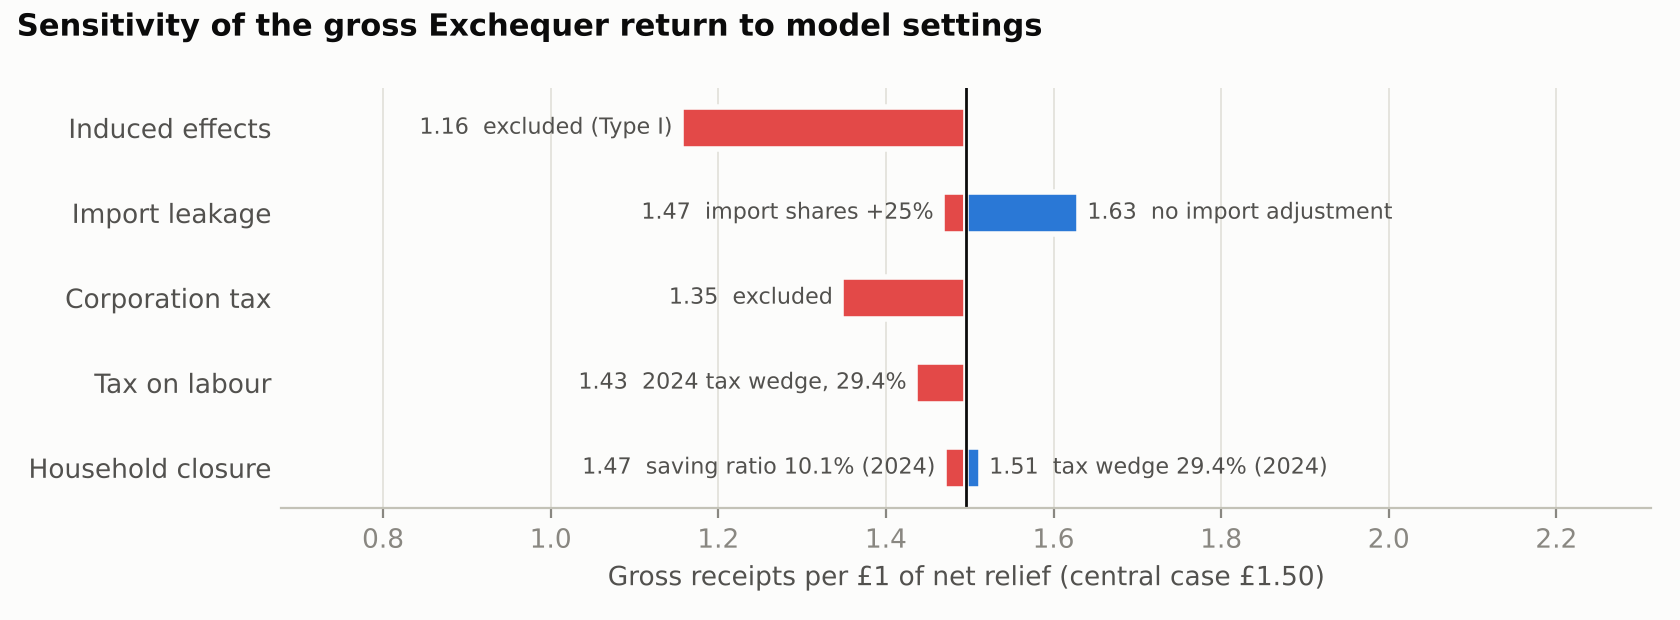 Sensitivity of the gross Exchequer return to model settings
Induced effects
1.16 excluded (Type I)
Import leakage
1.47 import shares +25%
1.63 no import adjustment
Corporation tax
1.35 excluded
Tax on labour
1.43 2024 tax wedge, 29.4%
Household closure
1.47 saving ratio 10.1% (2024)
1.51 tax wedge 29.4% (2024)
0.8 1.0 1.2 1.4 1.6 1.8 2.0 2.2
Gross receipts per £1 of net relief (central case £1.50)